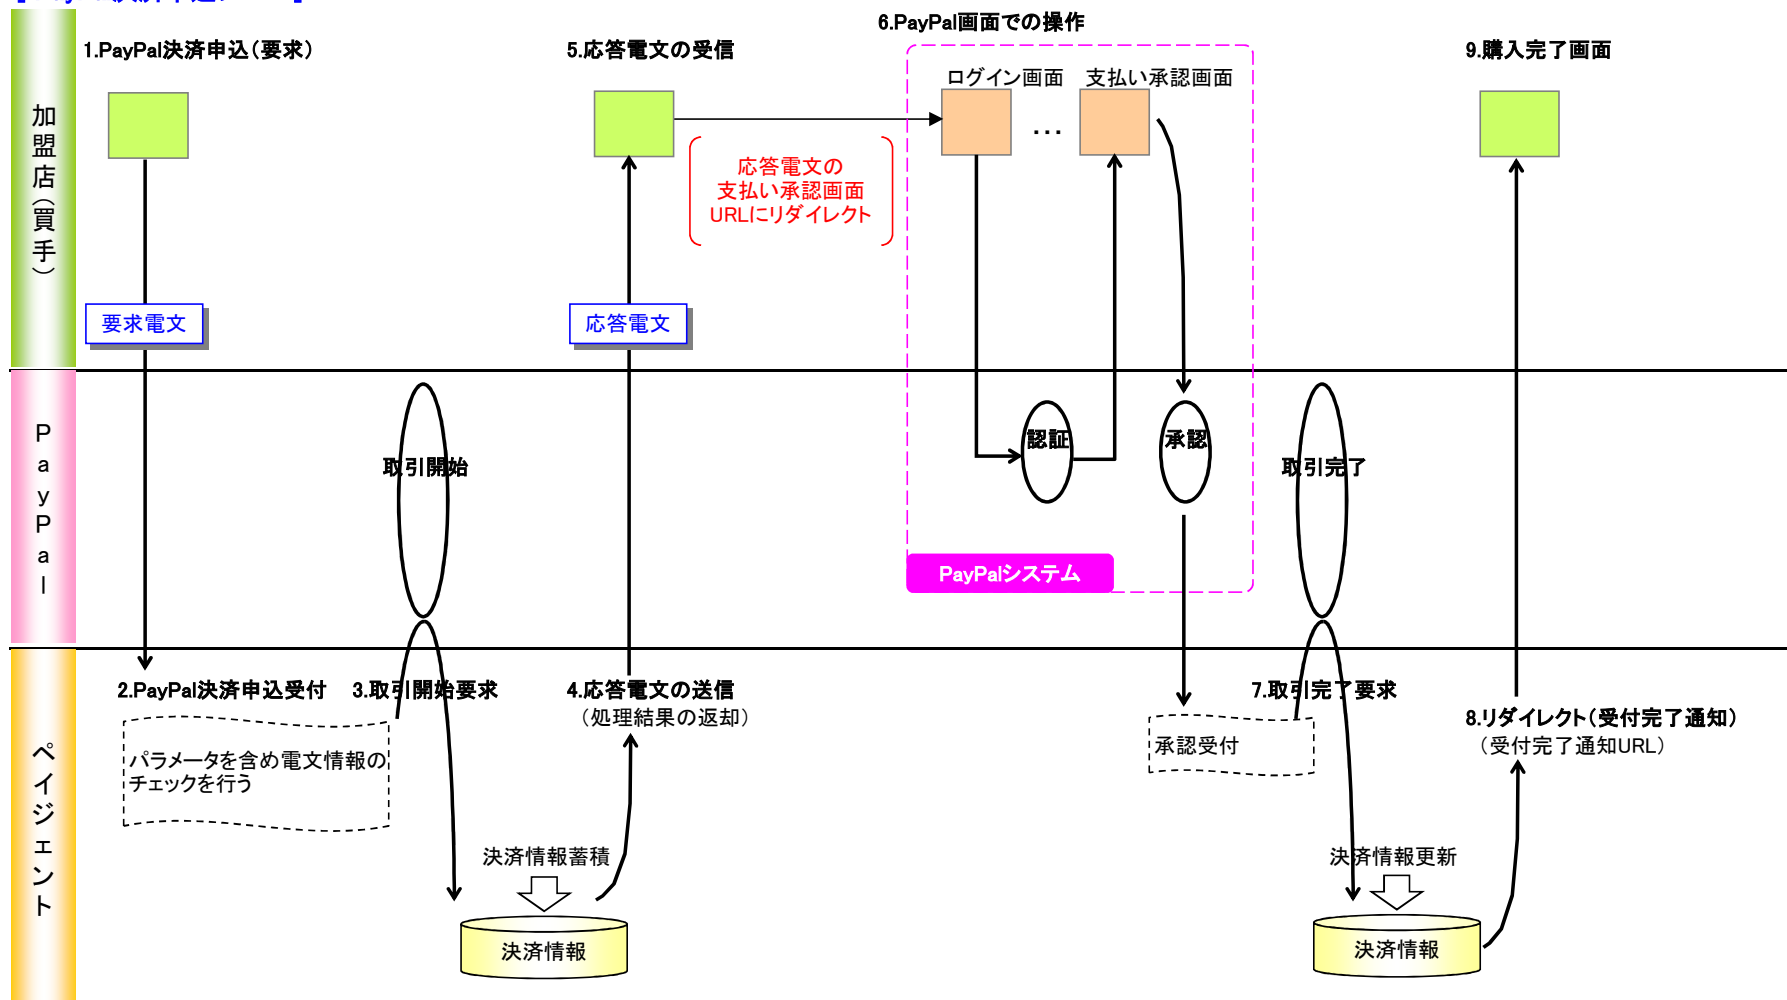 1.PayPal決済申込（要求）
5.応答電文の受信
6.PayPal画面での操作
9.購入完了画面
ログイン画面
支払い承認画面
…
加盟店（買手）
応答電文の
支払い承認画面
URLにリダイレクト
要求電文
応答電文
PayPal
取引開始
認証
承認
取引完了
PayPalシステム
ペイジェント
2.PayPal決済申込受付
3.取引開始要求
4.応答電文の送信
（処理結果の返却）
7.取引完了要求
8.リダイレクト（受付完了通知）
（受付完了通知URL）
パラメータを含め電文情報の
チェックを行う
承認受付
決済情報蓄積
決済情報更新
決済情報
決済情報